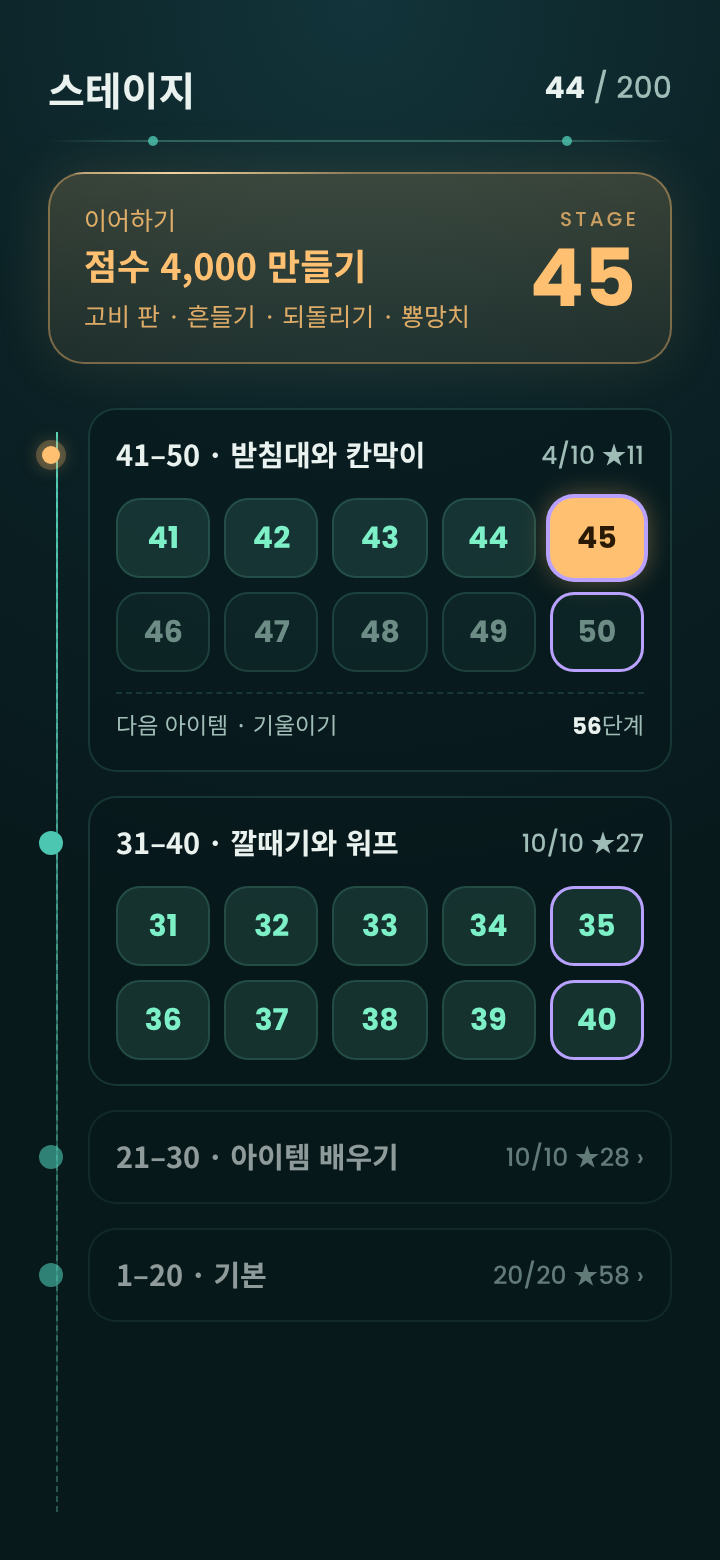 스테이지
44 / 200
이어하기
STAGE
점수 4,000 만들기
45
고비 판 · 흔들기 · 되돌리기 · 뿅망치
41–50 · 받침대와 칸막이
4/10 ★11
41 42 43 44 45
46 47 48 49 50
다음 아이템 · 기울이기
56단계
31–40 · 깔때기와 워프
10/10 ★27
31 32 33 34 35
36 37 38 39 40
21–30 · 아이템 배우기
10/10 ★28 ›
1–20 · 기본
20/20 ★58 ›